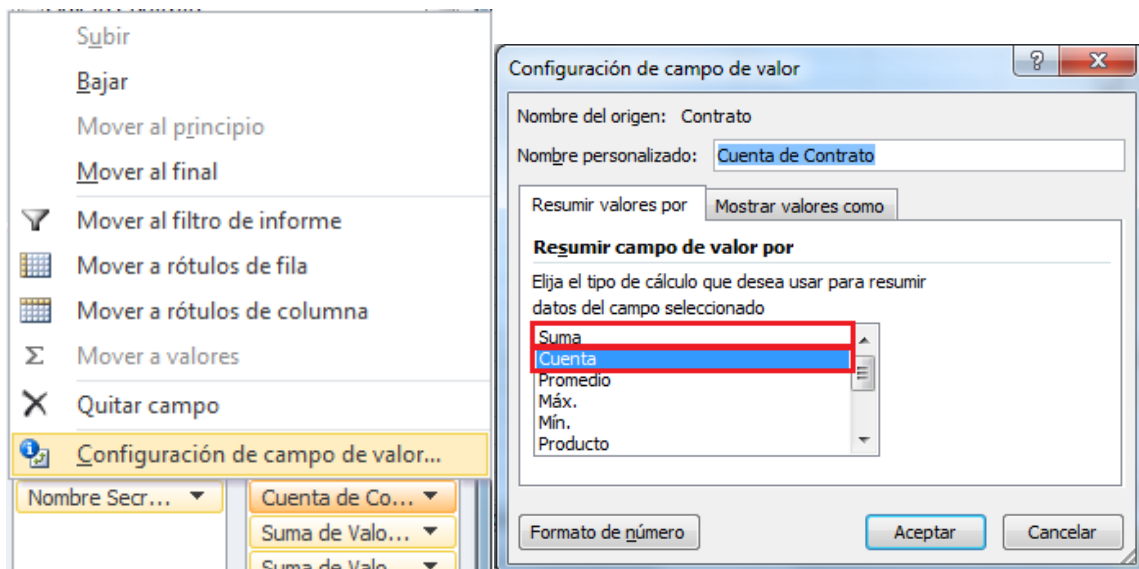 Subir
Bajar
Mover al principio
Mover al final
Mover al filtro de informe
Mover a rótulos de fila
Mover a rótulos de columna
Σ Mover a valores
Quitar campo
Configuración de campo de valor...
Nombre Secr...
Cuenta de Co...
Suma de Valo...
Suma de Valo...
Configuración de campo de valor
Nombre del origen: Contrato
Nombre personalizado: Cuenta de Contrato
Resumir valores por
Mostrar valores como
Resumir campo de valor por
Elija el tipo de cálculo que desea usar para resumir
datos del campo seleccionado
Suma
Cuenta
Promedio
Máx.
Mín.
Producto
Formato de número
Aceptar
Cancelar